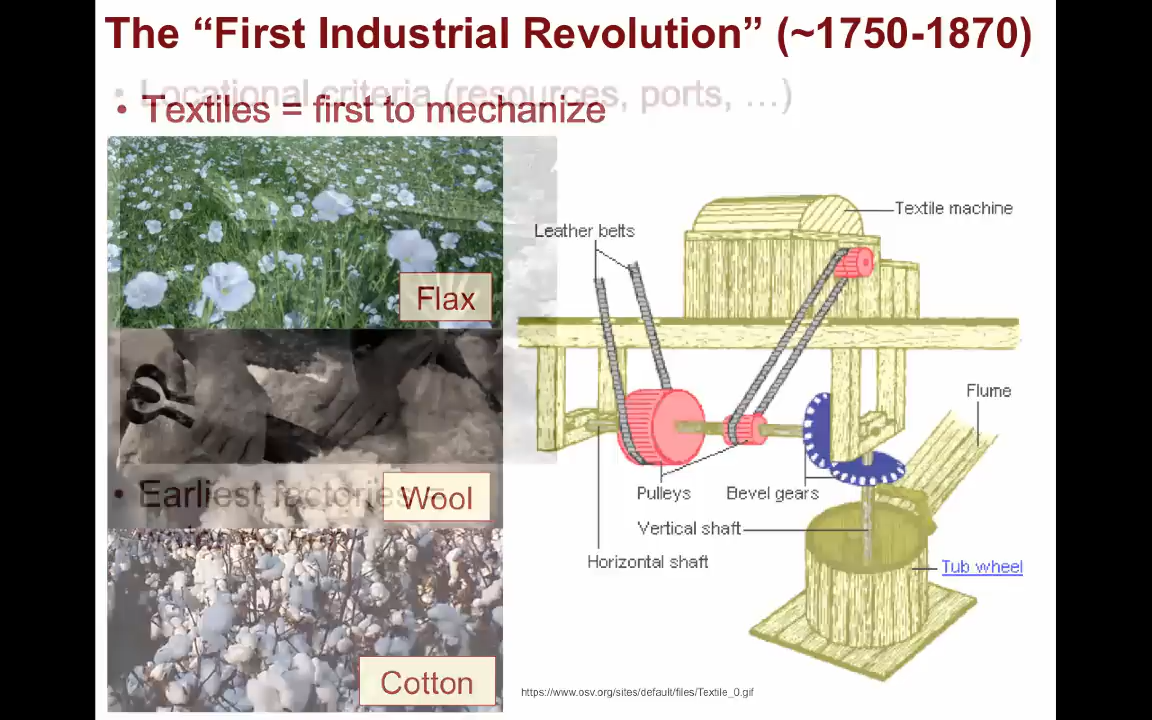 The “First Industrial Revolution” (~1750-1870)
• Locational criteria (resources, ports, …)
• Textiles = first to mechanize
Flax
Wool
Cotton
• Earliest factories =
Leather belts
Textile machine
Flume
Pulleys
Bevel gears
Vertical shaft
Horizontal shaft
Tub wheel
https://www.osv.org/sites/default/files/Textile_0.gif